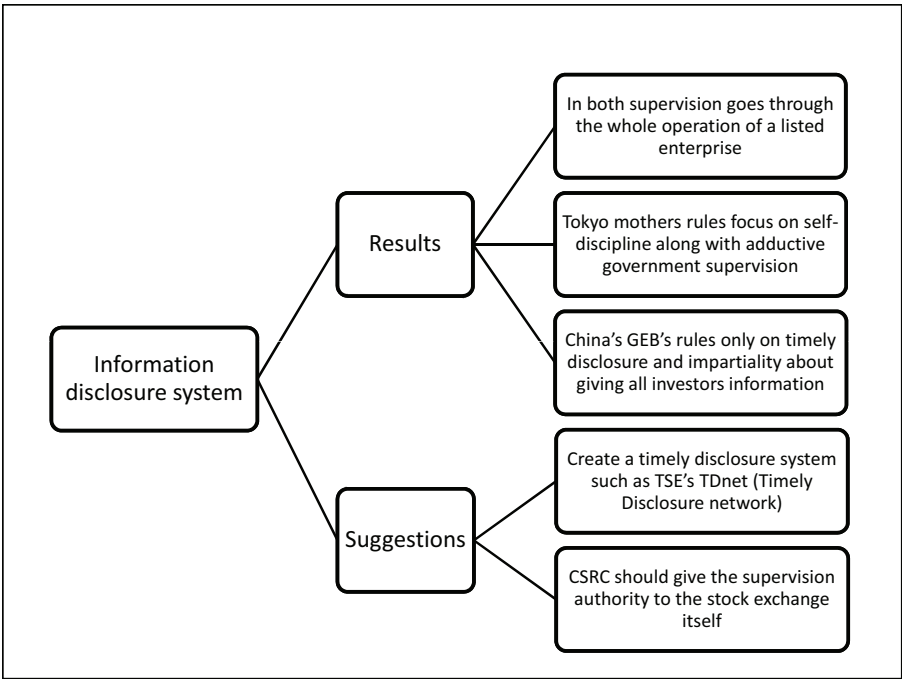 In both supervision goes through
the whole operation of a listed
enterprise
Results
Tokyo mothers rules focus on self-
discipline along with adductive
government supervision
China's GEB's rules only on timely
disclosure and impartiality about
giving all investors information
Information
disclosure system
Create a timely disclosure system
such as TSE's TDnet (Timely
Disclosure network)
Suggestions
CSRC should give the supervision
authority to the stock exchange
itself